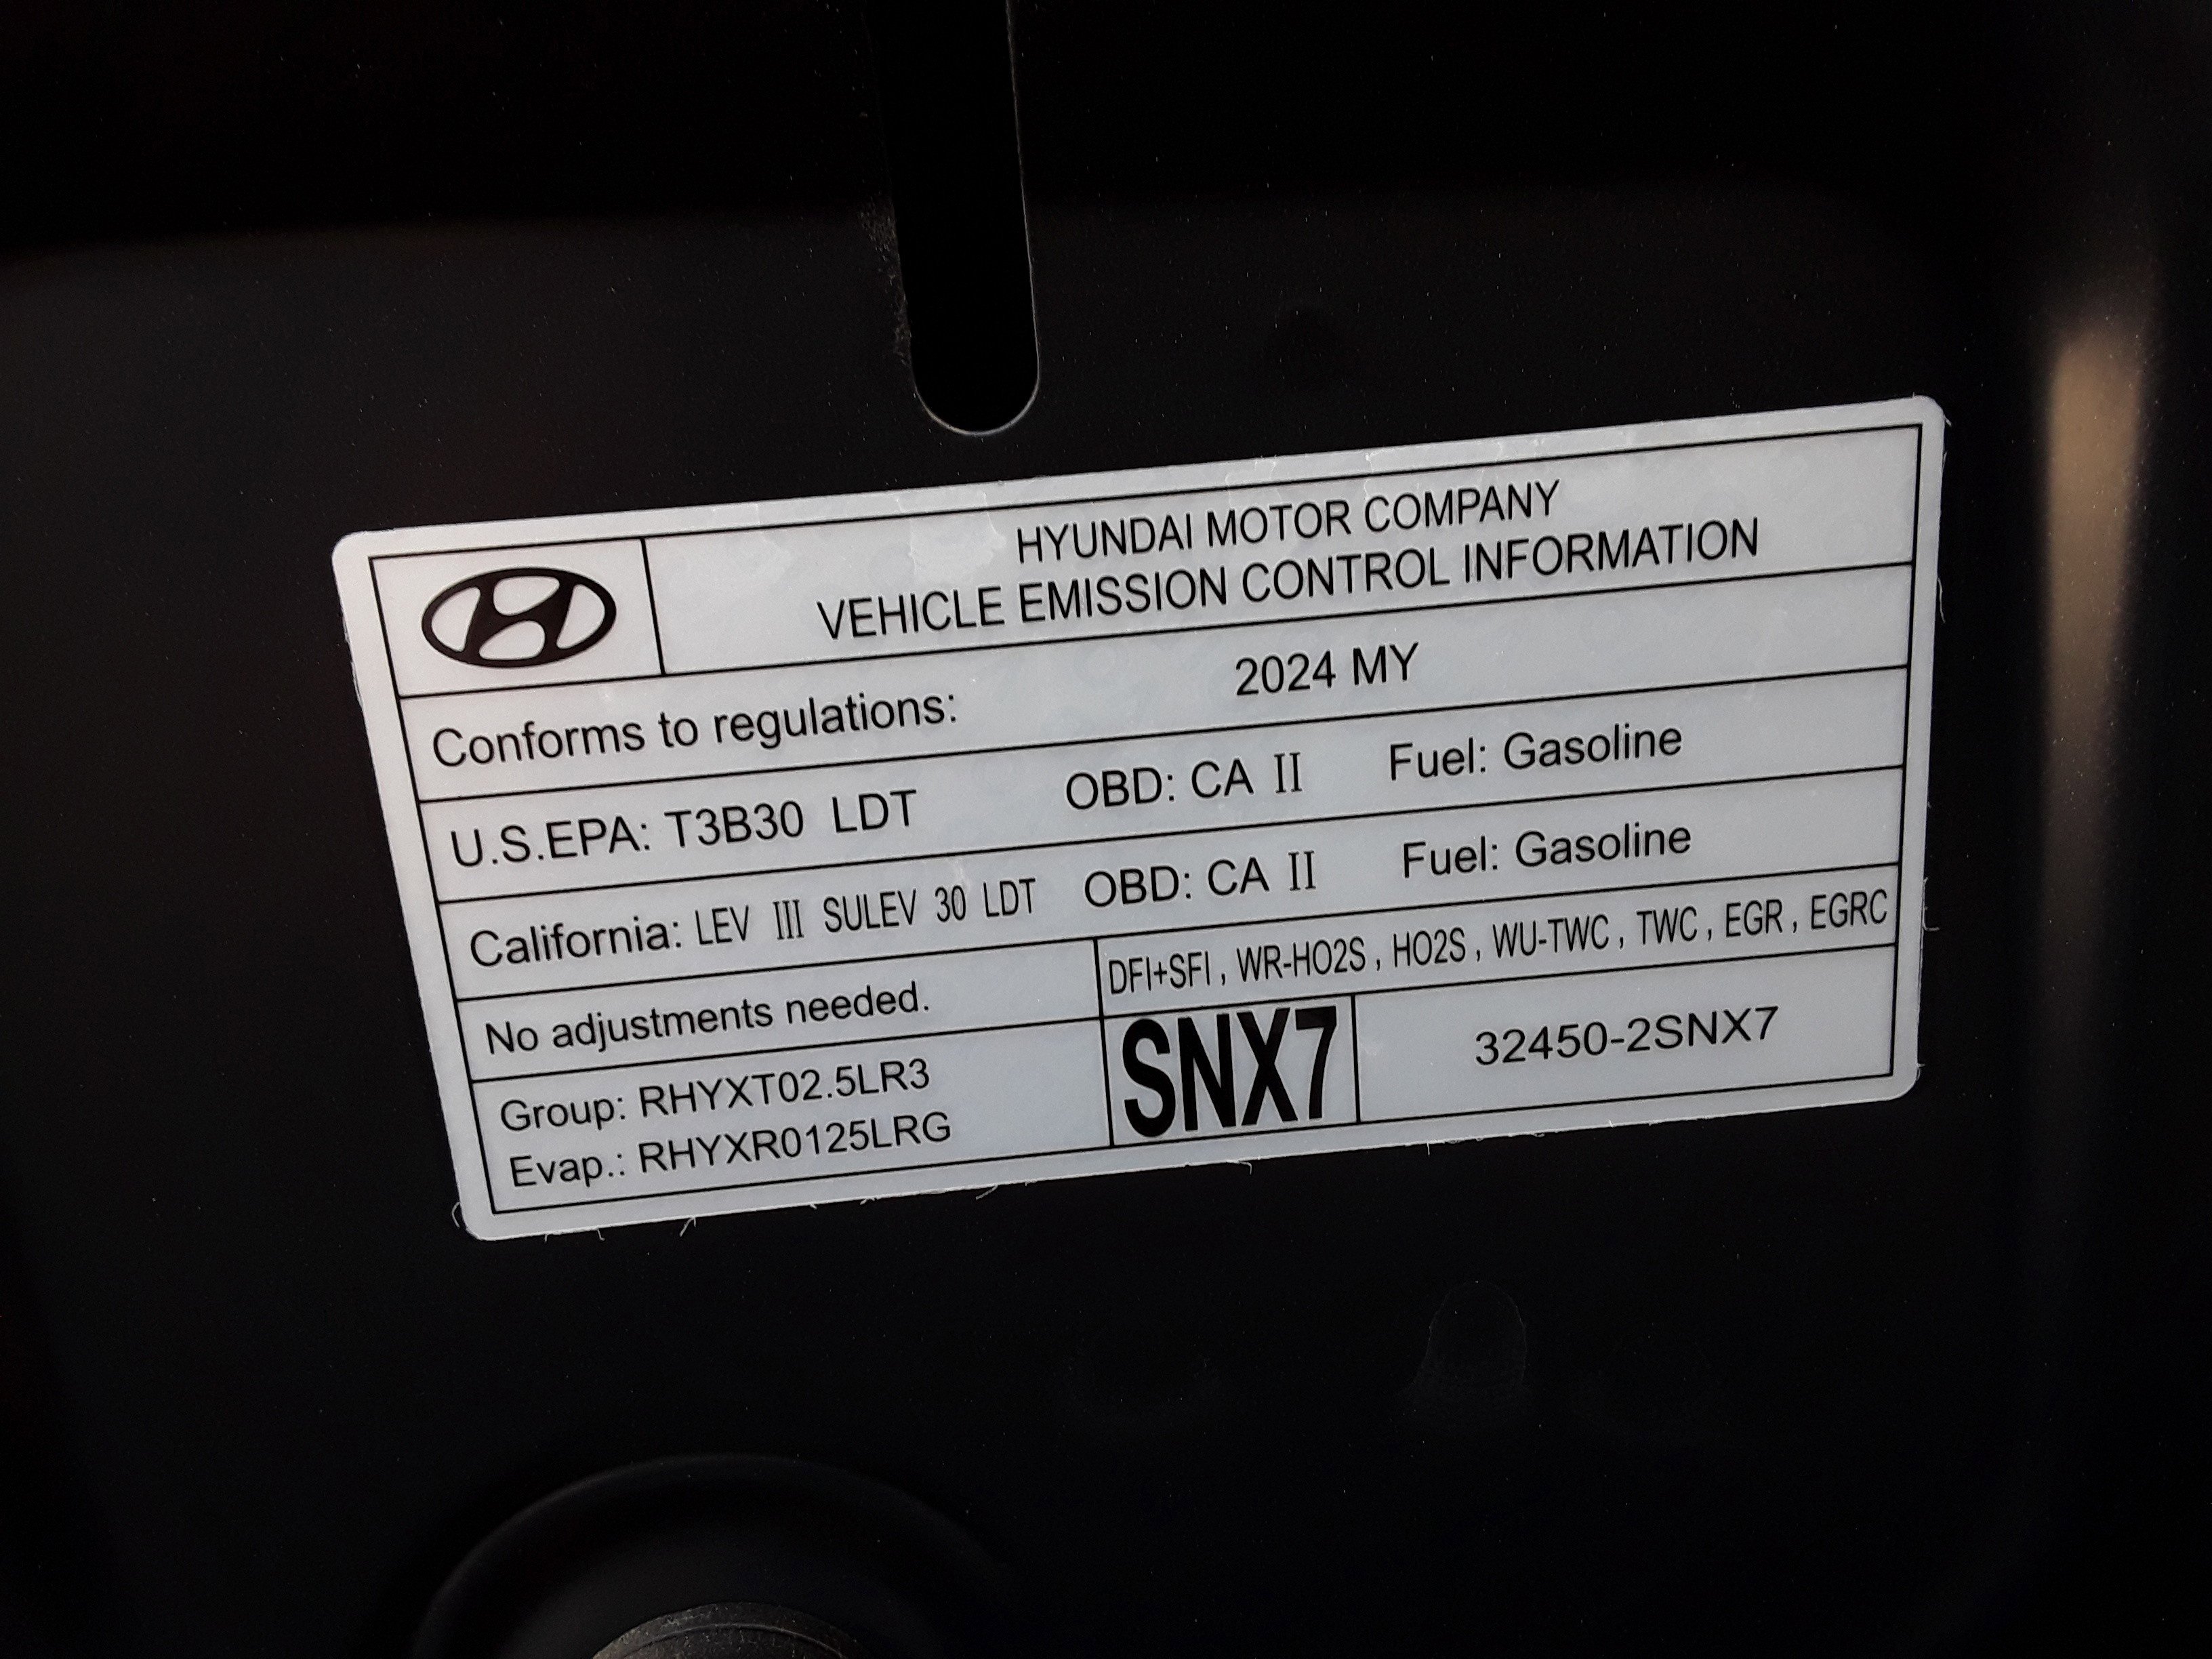 HYUNDAI MOTOR COMPANY
VEHICLE EMISSION CONTROL INFORMATION
Conforms to regulations: 2024 MY
U.S.EPA: T3B30 LDT OBD: CA II Fuel: Gasoline
California: LEV III SULEV 30 LDT OBD: CA II Fuel: Gasoline
No adjustments needed. DFI+SFI , WR-HO2S , HO2S , WU-TWC , TWC , EGR , EGRC
Group: RHYXT02.5LR3
Evap.: RHYXR0125LRG
SNX7
32450-2SNX7